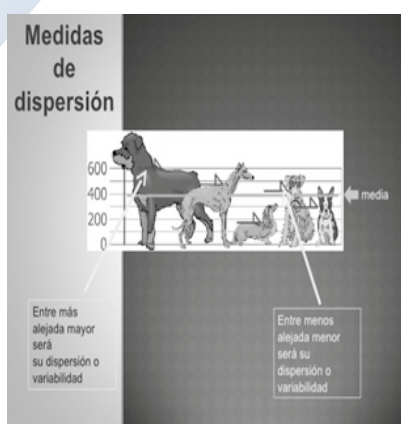 Medidas
de
dispersión
600
400
200
0
media
Entre más
alejada mayor
será
su dispersión o
variabilidad
Entre menos
alejada menor
será su
dispersión o
variabilidad